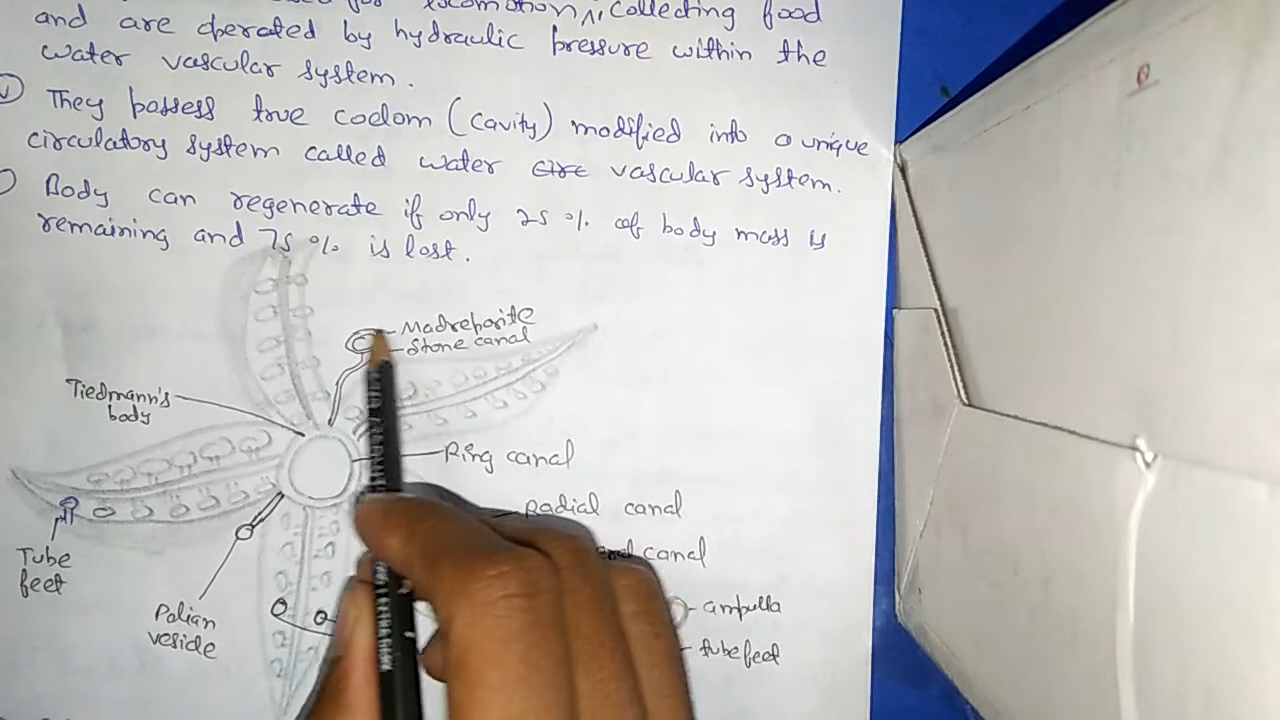 locomotion, collecting food
and are operated by hydraulic pressure within the
water vascular system.
They possess true coelom (cavity) modified into a unique
circulatory system called water vascular system.
Body can regenerate if only 25 % of body mass is
remaining and 75 % is lost.
Madreporite
Stone canal
Tiedmann's
body
Ring canal
Radial canal
canal
Tube
feet
Polian
vesicle
ampulla
tube feet